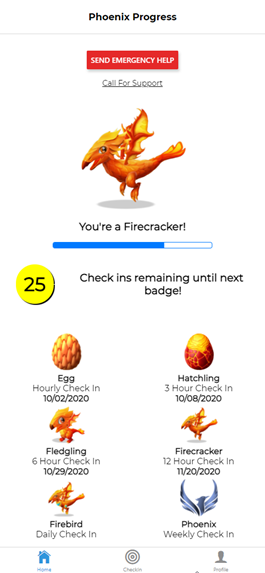 Phoenix Progress
SEND EMERGENCY HELP
Call For Support
You're a Firecracker!
25
Check ins remaining until next
badge!
Egg
Hourly Check In
10/02/2020
Hatchling
3 Hour Check In
10/08/2020
Fledgling
6 Hour Check In
10/29/2020
Firecracker
12 Hour Check In
11/20/2020
Firebird
Daily Check In
Phoenix
Weekly Check In
Home
CheckIn
Profile